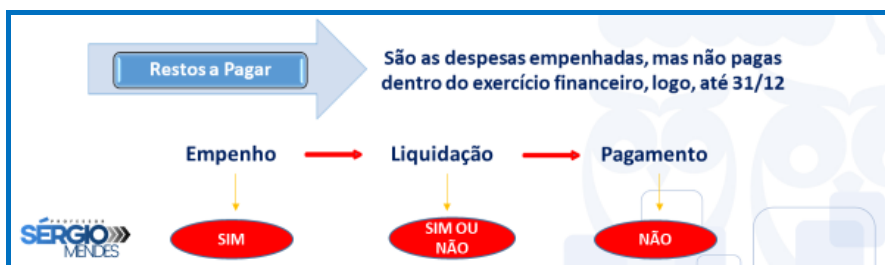 Restos a Pagar
São as despesas empenhadas, mas não pagas
dentro do exercício financeiro, logo, até 31/12
Empenho
Liquidação
Pagamento
SIM
SIM OU
NÃO
NÃO
PROFESSOR
SÉRGIO
MENDES